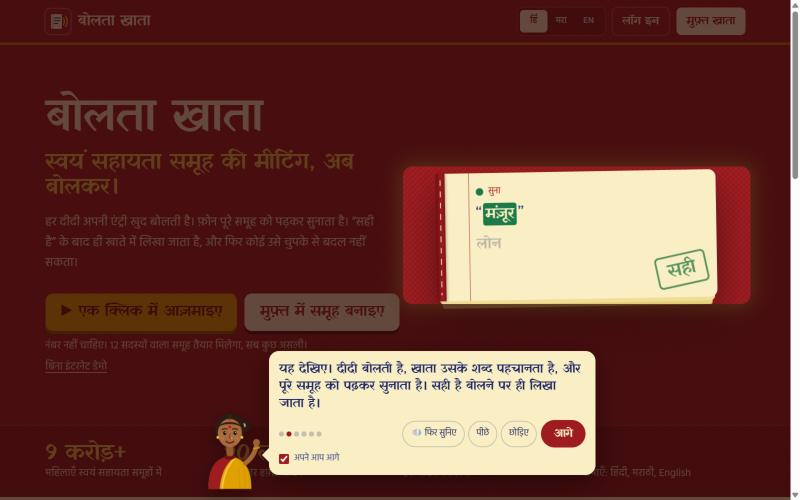 बोलता खाता
हिं मरा EN लॉग इन मुफ़्त खाता
बोलता खाता
स्वयं सहायता समूह की मीटिंग, अब
बोलकर।
हर दीदी अपनी एंट्री खुद बोलती है। फ़ोन पूरे समूह को पढ़कर सुनाता है। "सही
है" के बाद ही खाते में लिखा जाता है, और फिर कोई उसे चुपके से बदल नहीं
सकता।
▶ एक क्लिक में आज़माइए मुफ़्त में समूह बनाइए
नंबर नहीं चाहिए। 12 सदस्यों वाला समूह तैयार मिलेगा, सब कुछ असली।
बिना इंटरनेट डेमो
सुना
"मंज़ूर"
लोन
सही
यह देखिए। दीदी बोलती है, खाता उसके शब्द पहचानता है, और
पूरे समूह को पढ़कर सुनाता है। सही है बोलने पर ही लिखा
जाता है।
फिर सुनिए पीछे छोड़िए आगे
अपने आप आगे
9 करोड़+
महिलाएँ स्वयं सहायता समूहों में
हिंदी, मराठी, English